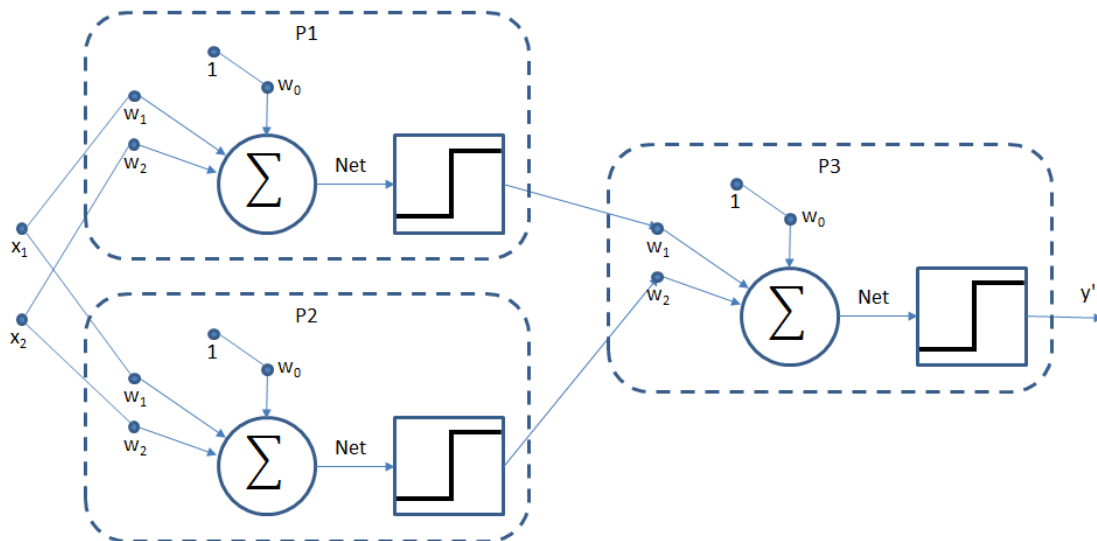 P1
1
w₀
w₁
w₂
∑
Net
x₁
x₂
P2
1
w₀
w₁
w₂
∑
Net
P3
1
w₀
w₁
w₂
∑
Net
y'